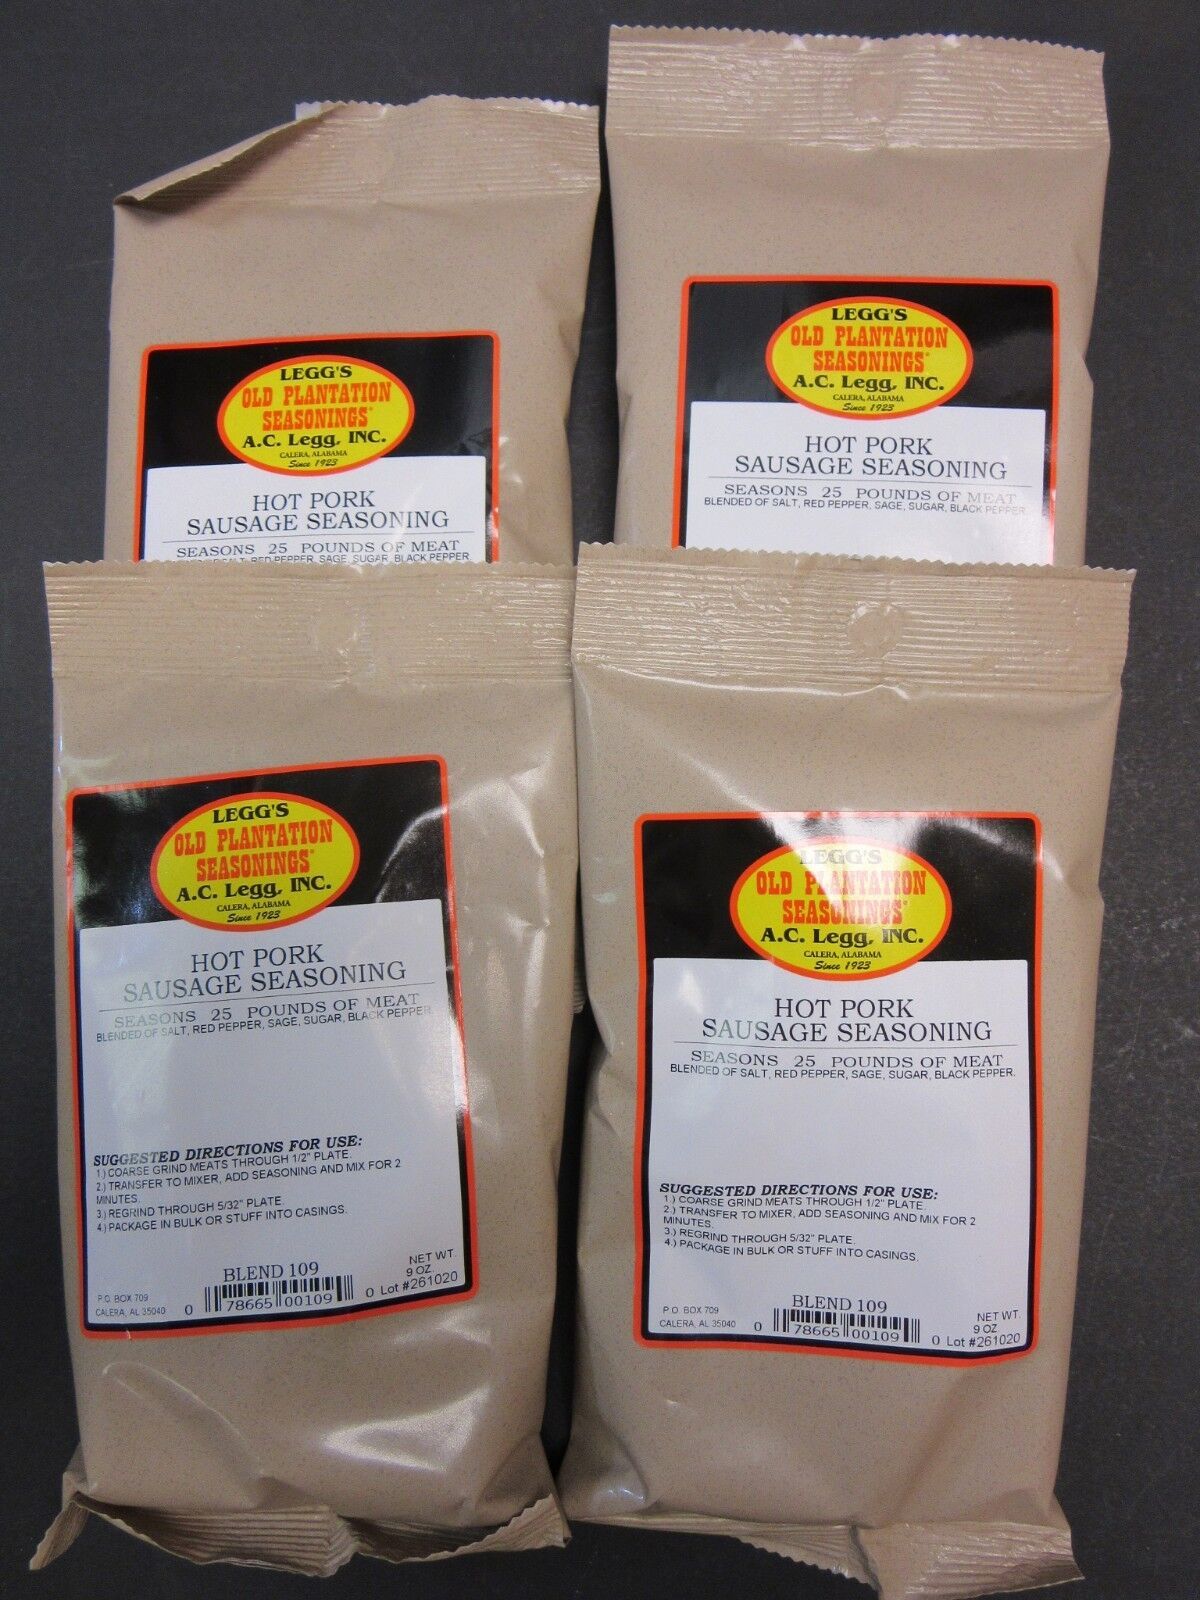 LEGG'S
OLD PLANTATION
SEASONINGS®
A.C. Legg, INC.
CALERA, ALABAMA
Since 1923
HOT PORK
SAUSAGE SEASONING
SEASONS 25 POUNDS OF MEAT
SALT, RED PEPPER, SAGE, SUGAR, BLACK PEPPER.
LEGG'S
OLD PLANTATION
SEASONINGS®
A.C. Legg, INC.
CALERA, ALABAMA
Since 1923
HOT PORK
SAUSAGE SEASONING
SEASONS 25 POUNDS OF MEAT
BLENDED OF SALT, RED PEPPER, SAGE, SUGAR, BLACK PEPPER
LEGG'S
OLD PLANTATION
SEASONINGS®
A.C. Legg, INC.
CALERA, ALABAMA
Since 1923
HOT PORK
SAUSAGE SEASONING
SEASONS 25 POUNDS OF MEAT
BLENDED OF SALT, RED PEPPER, SAGE, SUGAR, BLACK PEPPER.
SUGGESTED DIRECTIONS FOR USE:
1.) COARSE GRIND MEATS THROUGH 1/2" PLATE.
2.) TRANSFER TO MIXER, ADD SEASONING AND MIX FOR 2
MINUTES.
3.) REGRIND THROUGH 5/32" PLATE.
4.) PACKAGE IN BULK OR STUFF INTO CASINGS.
BLEND 109
P.O. BOX 709
CALERA, AL 35040
0 78665 00109 0
NET WT.
9 OZ.
Lot #261020
LEGG'S
OLD PLANTATION
SEASONINGS®
A.C. Legg, INC.
CALERA, ALABAMA
Since 1923
HOT PORK
SAUSAGE SEASONING
SEASONS 25 POUNDS OF MEAT
BLENDED OF SALT, RED PEPPER, SAGE, SUGAR, BLACK PEPPER.
SUGGESTED DIRECTIONS FOR USE:
1.) COARSE GRIND MEATS THROUGH 1/2" PLATE.
2.) TRANSFER TO MIXER, ADD SEASONING AND MIX FOR 2
MINUTES.
3.) REGRIND THROUGH 5/32" PLATE.
4.) PACKAGE IN BULK OR STUFF INTO CASINGS.
BLEND 109
P.O. BOX 709
CALERA, AL 35040
0 78665 00109 0
NET WT.
9 OZ.
Lot #261020